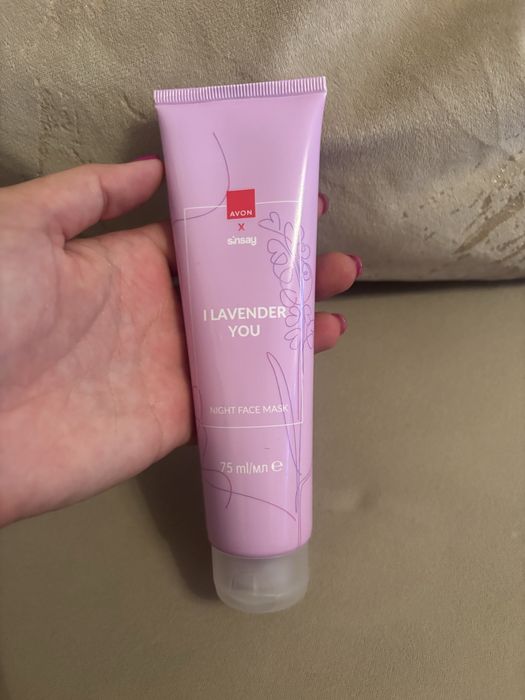 AVON
X
sinsay
I LAVENDER
YOU
NIGHT FACE MASK
75 ml/мл ℮